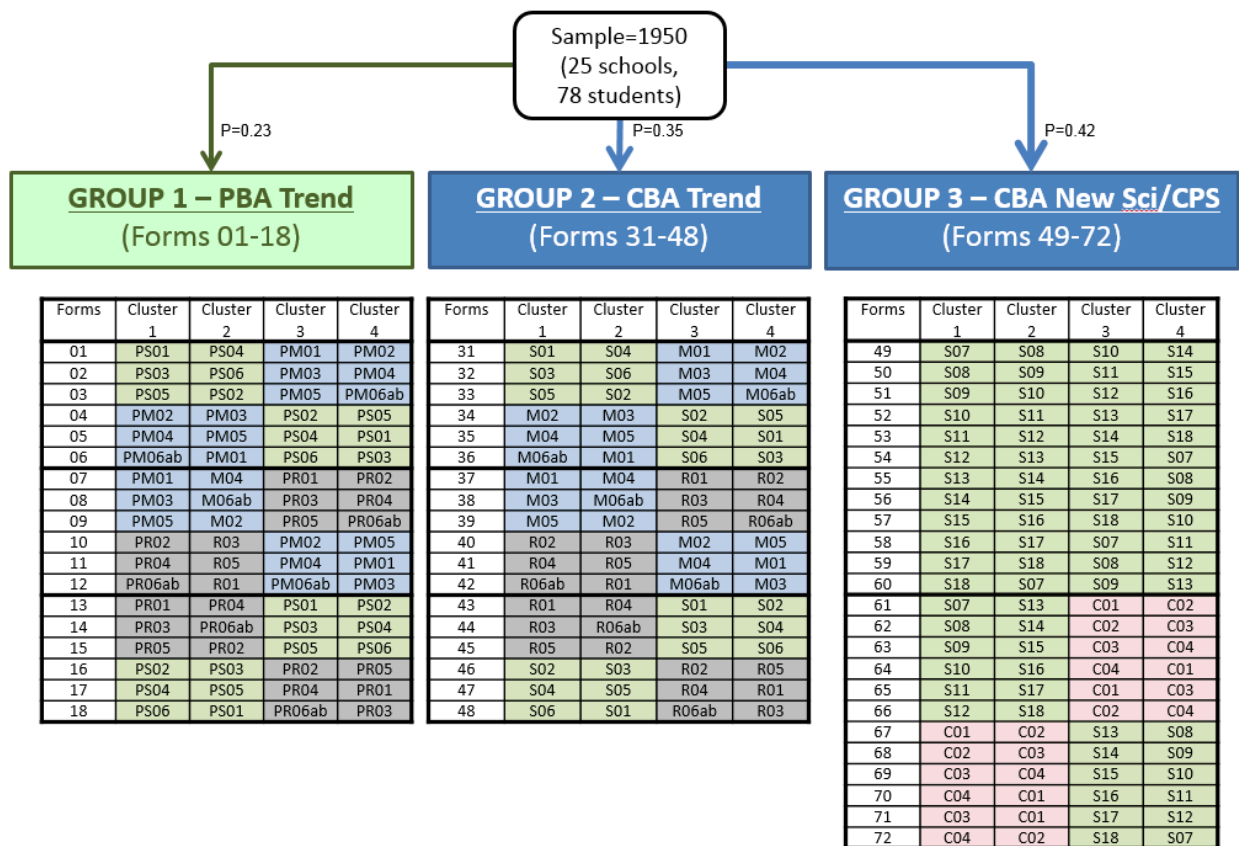 Sample=1950
(25 schools,
78 students)
P=0.23
P=0.35
P=0.42
GROUP 1 – PBA Trend
(Forms 01-18)
GROUP 2 – CBA Trend
(Forms 31-48)
GROUP 3 – CBA New Sci/CPS
(Forms 49-72)
Forms Cluster 1 Cluster 2 Cluster 3 Cluster 4
01 PS01 PS04 PM01 PM02
02 PS03 PS06 PM03 PM04
03 PS05 PS02 PM05 PM06ab
04 PM02 PM03 PS02 PS05
05 PM04 PM05 PS04 PS01
06 PM06ab PM01 PS06 PS03
07 PM01 M04 PR01 PR02
08 PM03 M06ab PR03 PR04
09 PM05 M02 PR05 PR06ab
10 PR02 R03 PM02 PM05
11 PR04 R05 PM04 PM01
12 PR06ab R01 PM06ab PM03
13 PR01 PR04 PS01 PS02
14 PR03 PR06ab PS03 PS04
15 PR05 PR02 PS05 PS06
16 PS02 PS03 PR02 PR05
17 PS04 PS05 PR04 PR01
18 PS06 PS01 PR06ab PR03
Forms Cluster 1 Cluster 2 Cluster 3 Cluster 4
31 S01 S04 M01 M02
32 S03 S06 M03 M04
33 S05 S02 M05 M06ab
34 M02 M03 S02 S05
35 M04 M05 S04 S01
36 M06ab M01 S06 S03
37 M01 M04 R01 R02
38 M03 M06ab R03 R04
39 M05 M02 R05 R06ab
40 R02 R03 M02 M05
41 R04 R05 M04 M01
42 R06ab R01 M06ab M03
43 R01 R04 S01 S02
44 R03 R06ab S03 S04
45 R05 R02 S05 S06
46 S02 S03 R02 R05
47 S04 S05 R04 R01
48 S06 S01 R06ab R03
Forms Cluster 1 Cluster 2 Cluster 3 Cluster 4
49 S07 S08 S10 S14
50 S08 S09 S11 S15
51 S09 S10 S12 S16
52 S10 S11 S13 S17
53 S11 S12 S14 S18
54 S12 S13 S15 S07
55 S13 S14 S16 S08
56 S14 S15 S17 S09
57 S15 S16 S18 S10
58 S16 S17 S07 S11
59 S17 S18 S08 S12
60 S18 S07 S09 S13
61 S07 S13 C01 C02
62 S08 S14 C02 C03
63 S09 S15 C03 C04
64 S10 S16 C04 C01
65 S11 S17 C01 C03
66 S12 S18 C02 C04
67 C01 C02 S13 S08
68 C02 C03 S14 S09
69 C03 C04 S15 S10
70 C04 C01 S16 S11
71 C03 C01 S17 S12
72 C04 C02 S18 S07